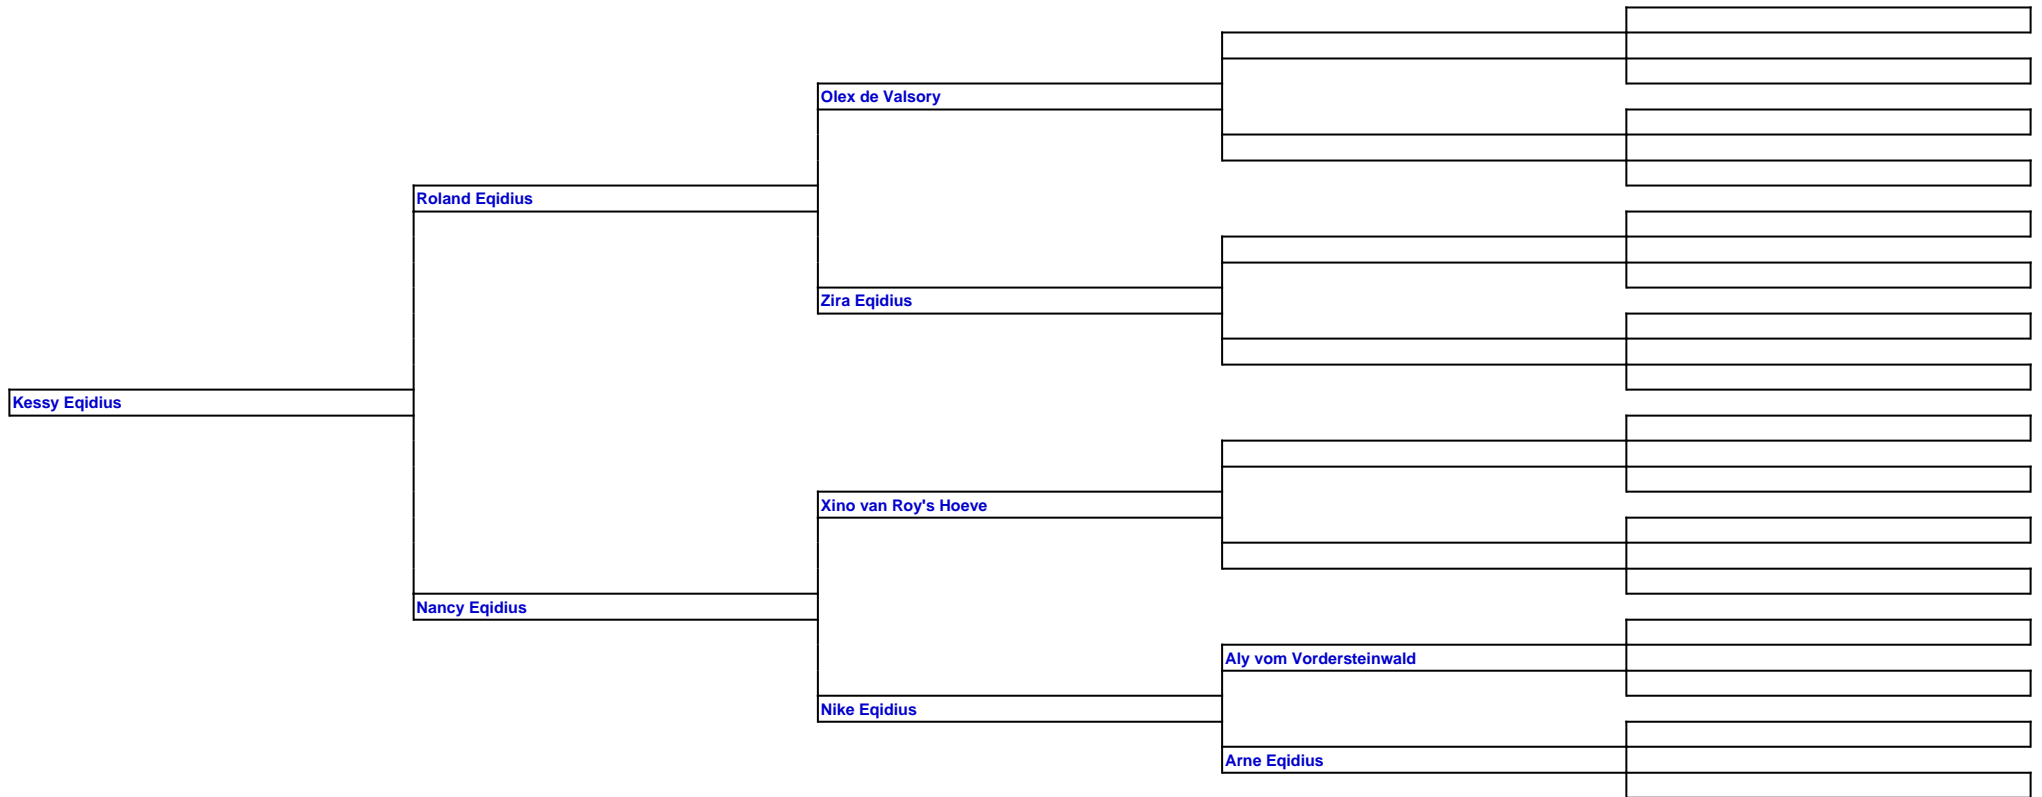 Olex de Valsory
Roland Eqidius
Zira Eqidius
Kessy Eqidius
Xino van Roy's Hoeve
Nancy Eqidius
Aly vom Vordersteinwald
Nike Eqidius
Arne Eqidius